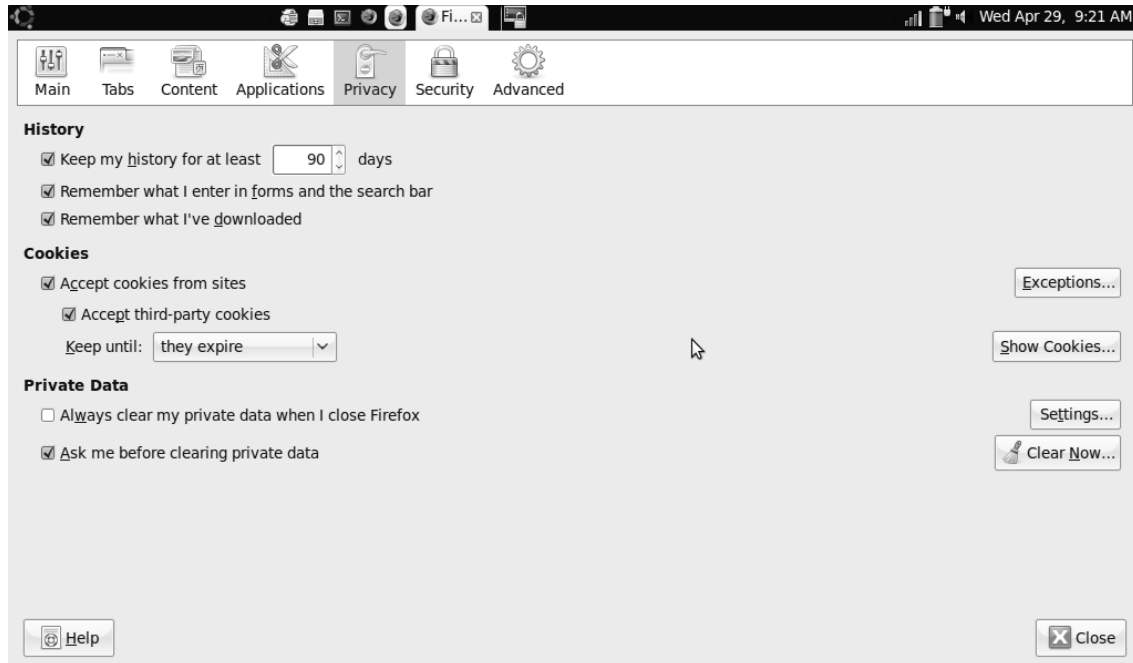 Fi...
Wed Apr 29, 9:21 AM
Main Tabs Content Applications Privacy Security Advanced
History
Keep my history for at least 90 days
Remember what I enter in forms and the search bar
Remember what I've downloaded
Cookies
Accept cookies from sites Exceptions...
Accept third-party cookies
Keep until: they expire Show Cookies...
Private Data
Always clear my private data when I close Firefox Settings...
Ask me before clearing private data Clear Now...
Help Close